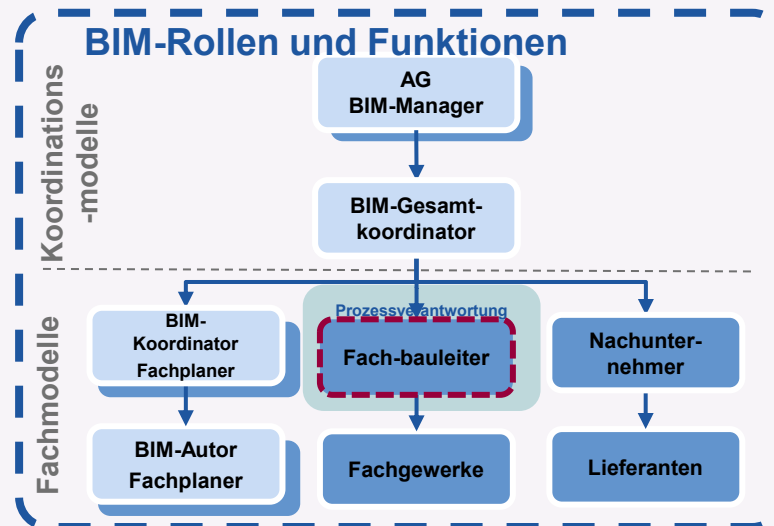 BIM-Rollen und Funktionen
Koordinations
-modelle
AG
BIM-Manager
BIM-Gesamt-
koordinator
Fachmodelle
BIM-
Koordinator
Fachplaner
Prozessverantwortung
Fach-bauleiter
Nachunter-
nehmer
BIM-Autor
Fachplaner
Fachgewerke
Lieferanten